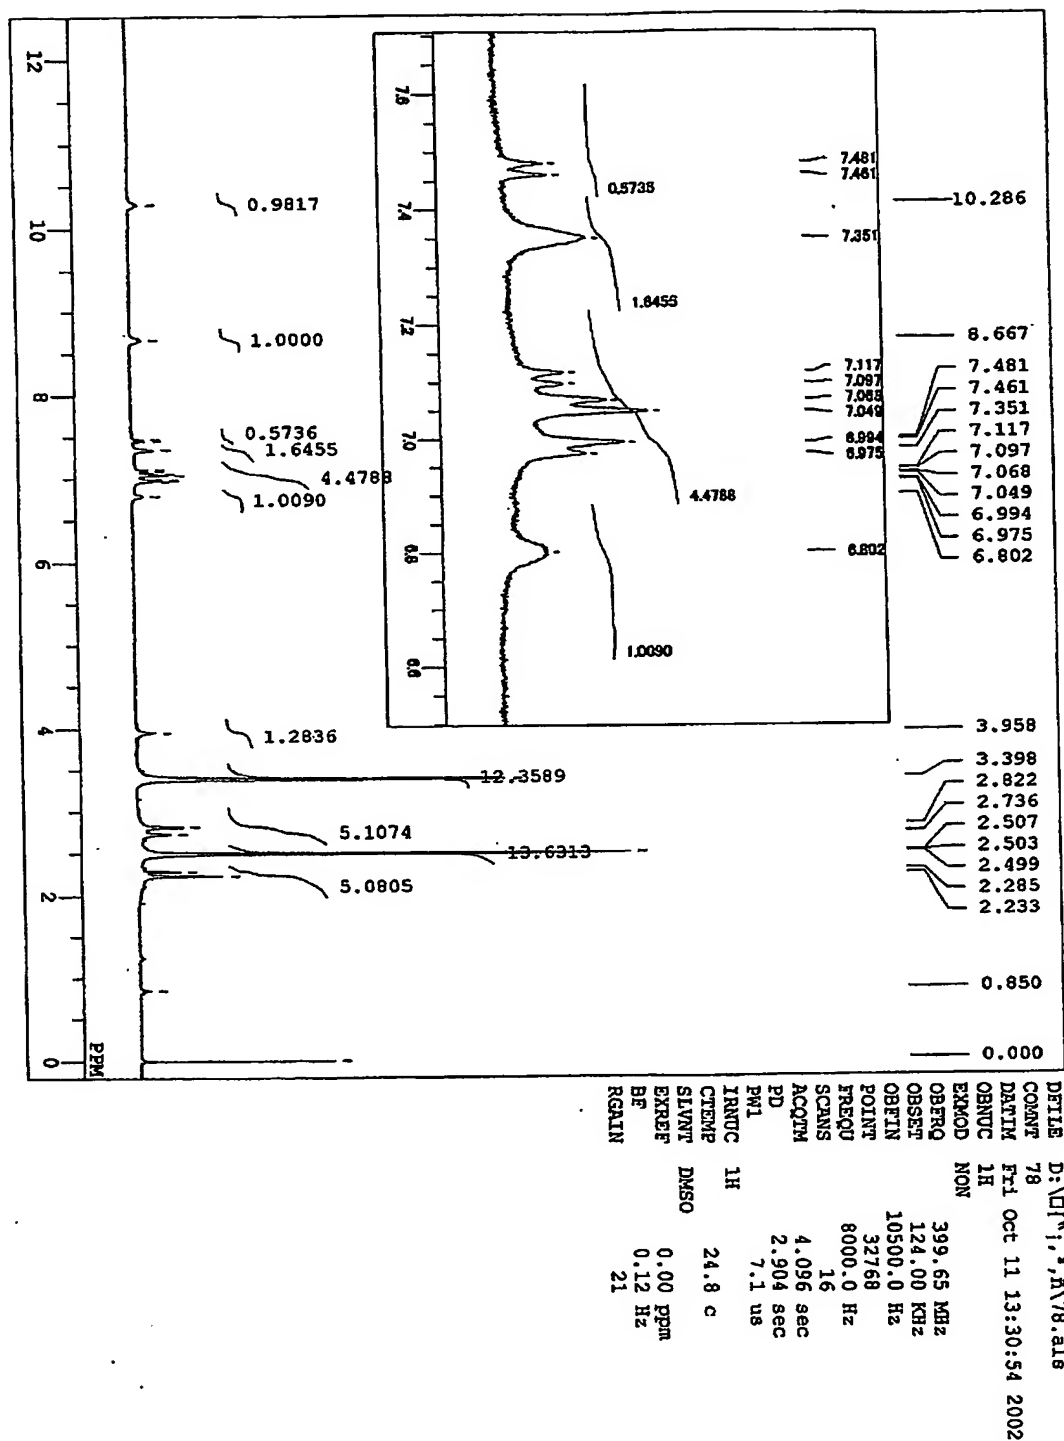 12
10
8
6
4
2
0
PPM
0.9817
1.0000
0.5736
1.6455
4.4788
1.0090
1.2836
12.3589
5.1074
13.6313
5.0805
7.6
7.4
7.2
7.0
6.8
6.6
0.5735
1.6455
4.4788
1.0090
7.481
7.461
7.351
7.117
7.097
7.068
7.049
6.994
6.975
6.802
10.286
8.667
7.481
7.461
7.351
7.117
7.097
7.068
7.049
6.994
6.975
6.802
3.958
3.398
2.822
2.736
2.507
2.503
2.499
2.285
2.233
0.850
0.000
DFILE
COMNT 78
DATIM Fri Oct 11 13:30:54 2002
OBNUC 1H
EXMOD NON
OBFRQ 399.65 MHz
OBSET 124.00 KHz
OBFIN 10500.0 Hz
POINT 32768
FREQU 8000.0 Hz
SCANS 16
ACQTM 4.096 sec
PD 2.904 sec
PW1 7.1 us
IRNUC 1H
CTEMP 24.8 c
SLVNT DMSO
EXREF 0.00 ppm
BF 0.12 Hz
RGAIN 21